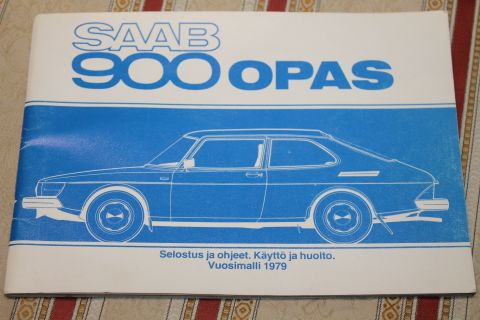 SAAB
900 OPAS
Selostus ja ohjeet. Käyttö ja huolto.
Vuosimalli 1979